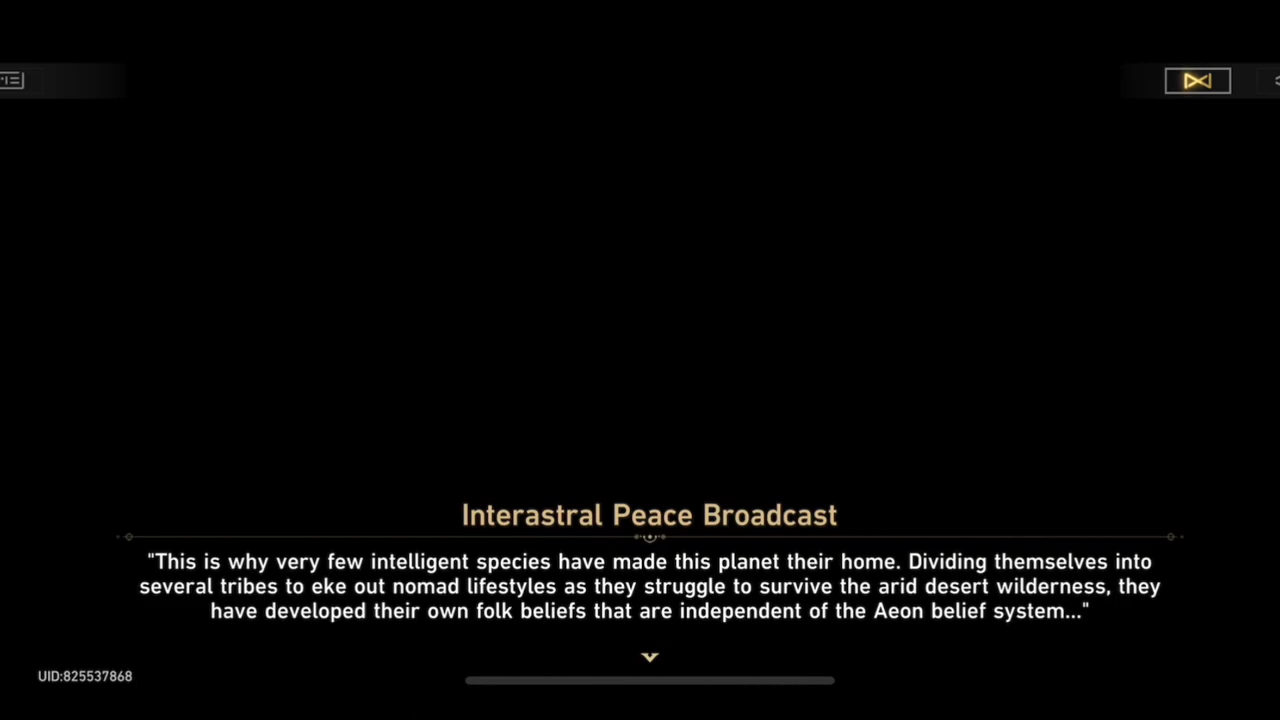 Interastral Peace Broadcast
"This is why very few intelligent species have made this planet their home. Dividing themselves into
several tribes to eke out nomad lifestyles as they struggle to survive the arid desert wilderness, they
have developed their own folk beliefs that are independent of the Aeon belief system..."
UID:825537868